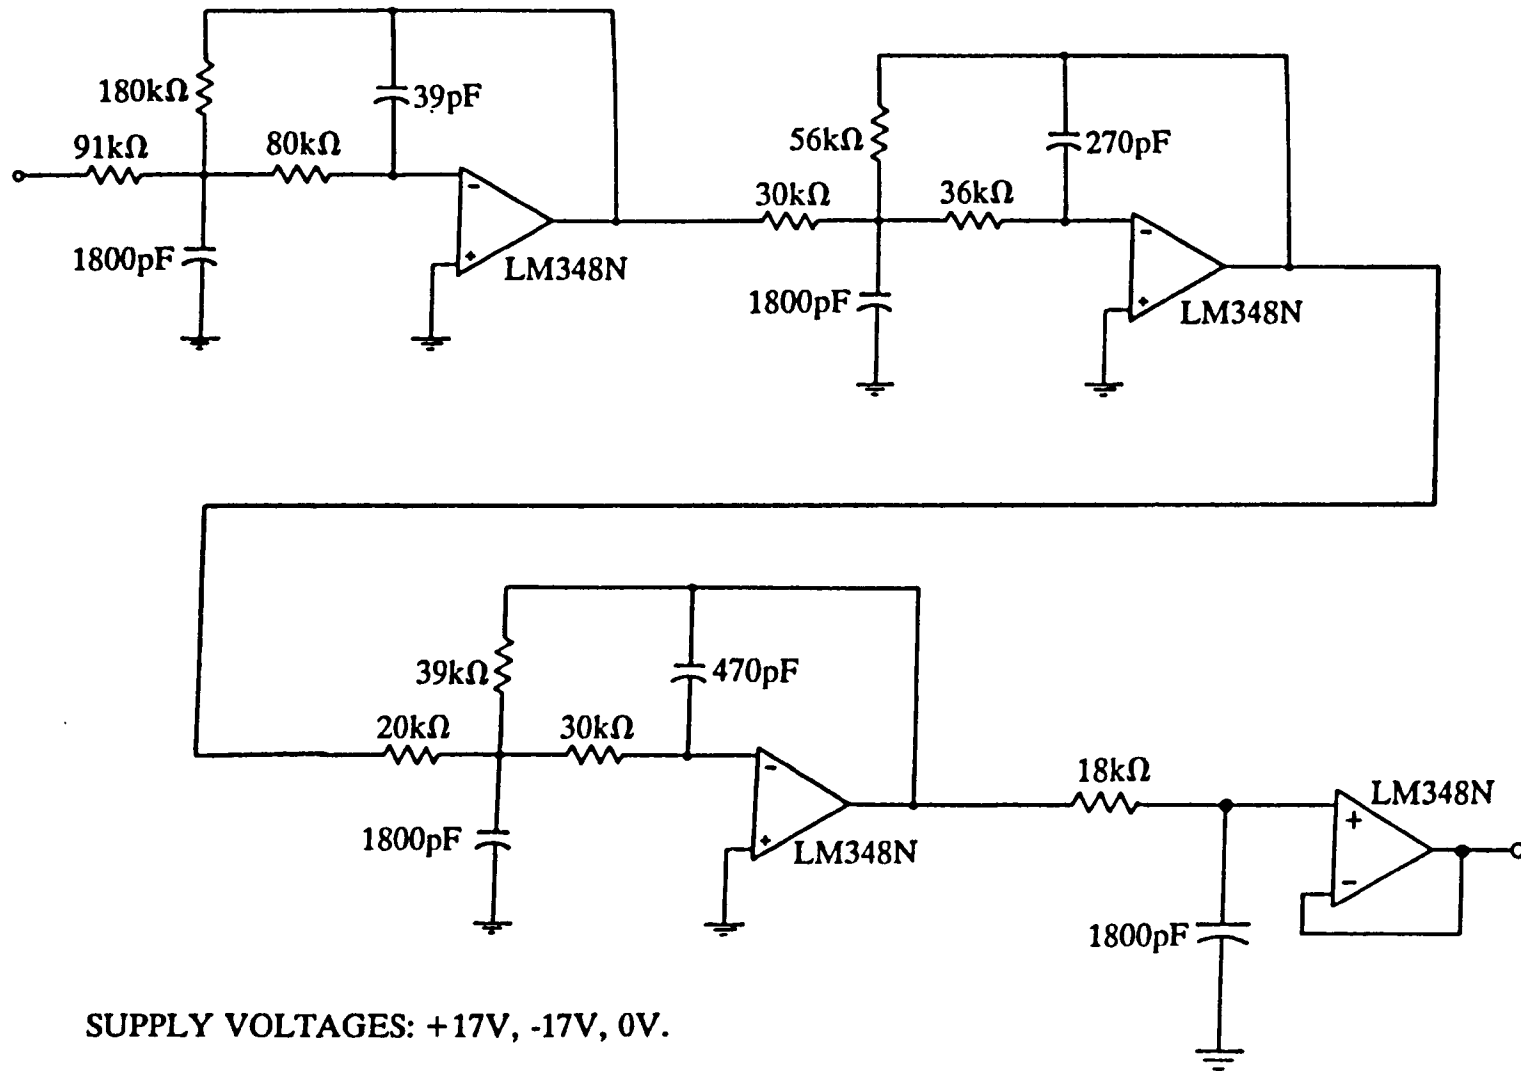 180kΩ
39pF
91kΩ
80kΩ
-
+
1800pF
LM348N
56kΩ
270pF
30kΩ
36kΩ
-
+
1800pF
LM348N
39kΩ
470pF
20kΩ
30kΩ
-
+
1800pF
LM348N
18kΩ
LM348N
+
-
1800pF
SUPPLY VOLTAGES: +17V, -17V, 0V.